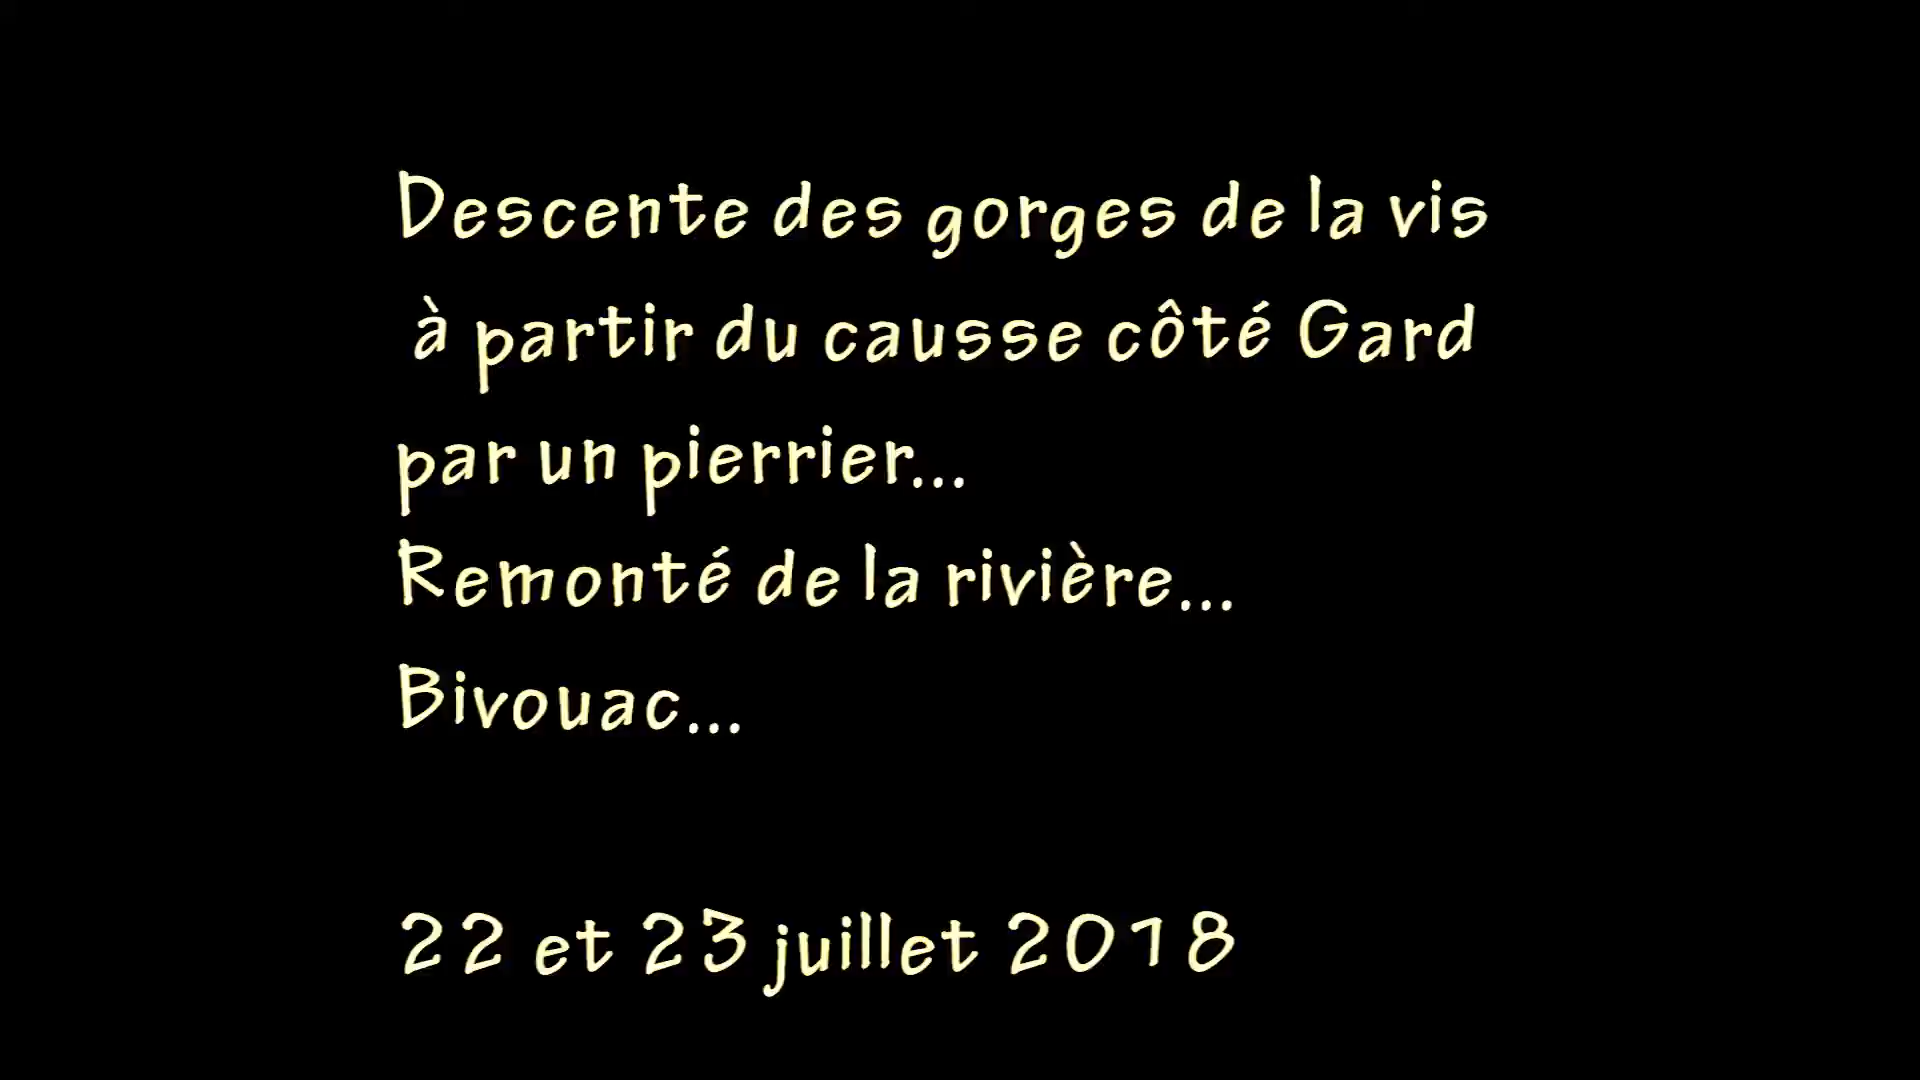 Descente des gorges de la vis
à partir du causse côté Gard
par un pierrier...
Remonté de la rivière...
Bivouac...
22 et 23 juillet 2018